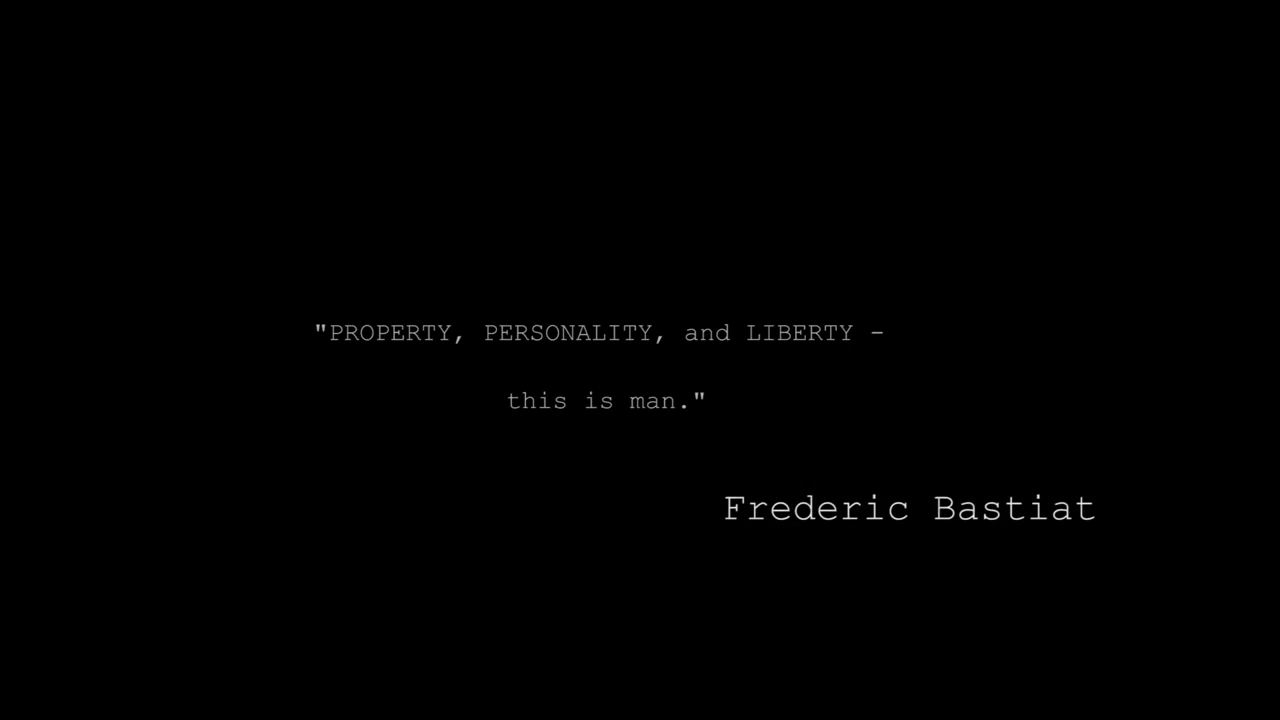 "PROPERTY, PERSONALITY, and LIBERTY -
this is man."
Frederic Bastiat